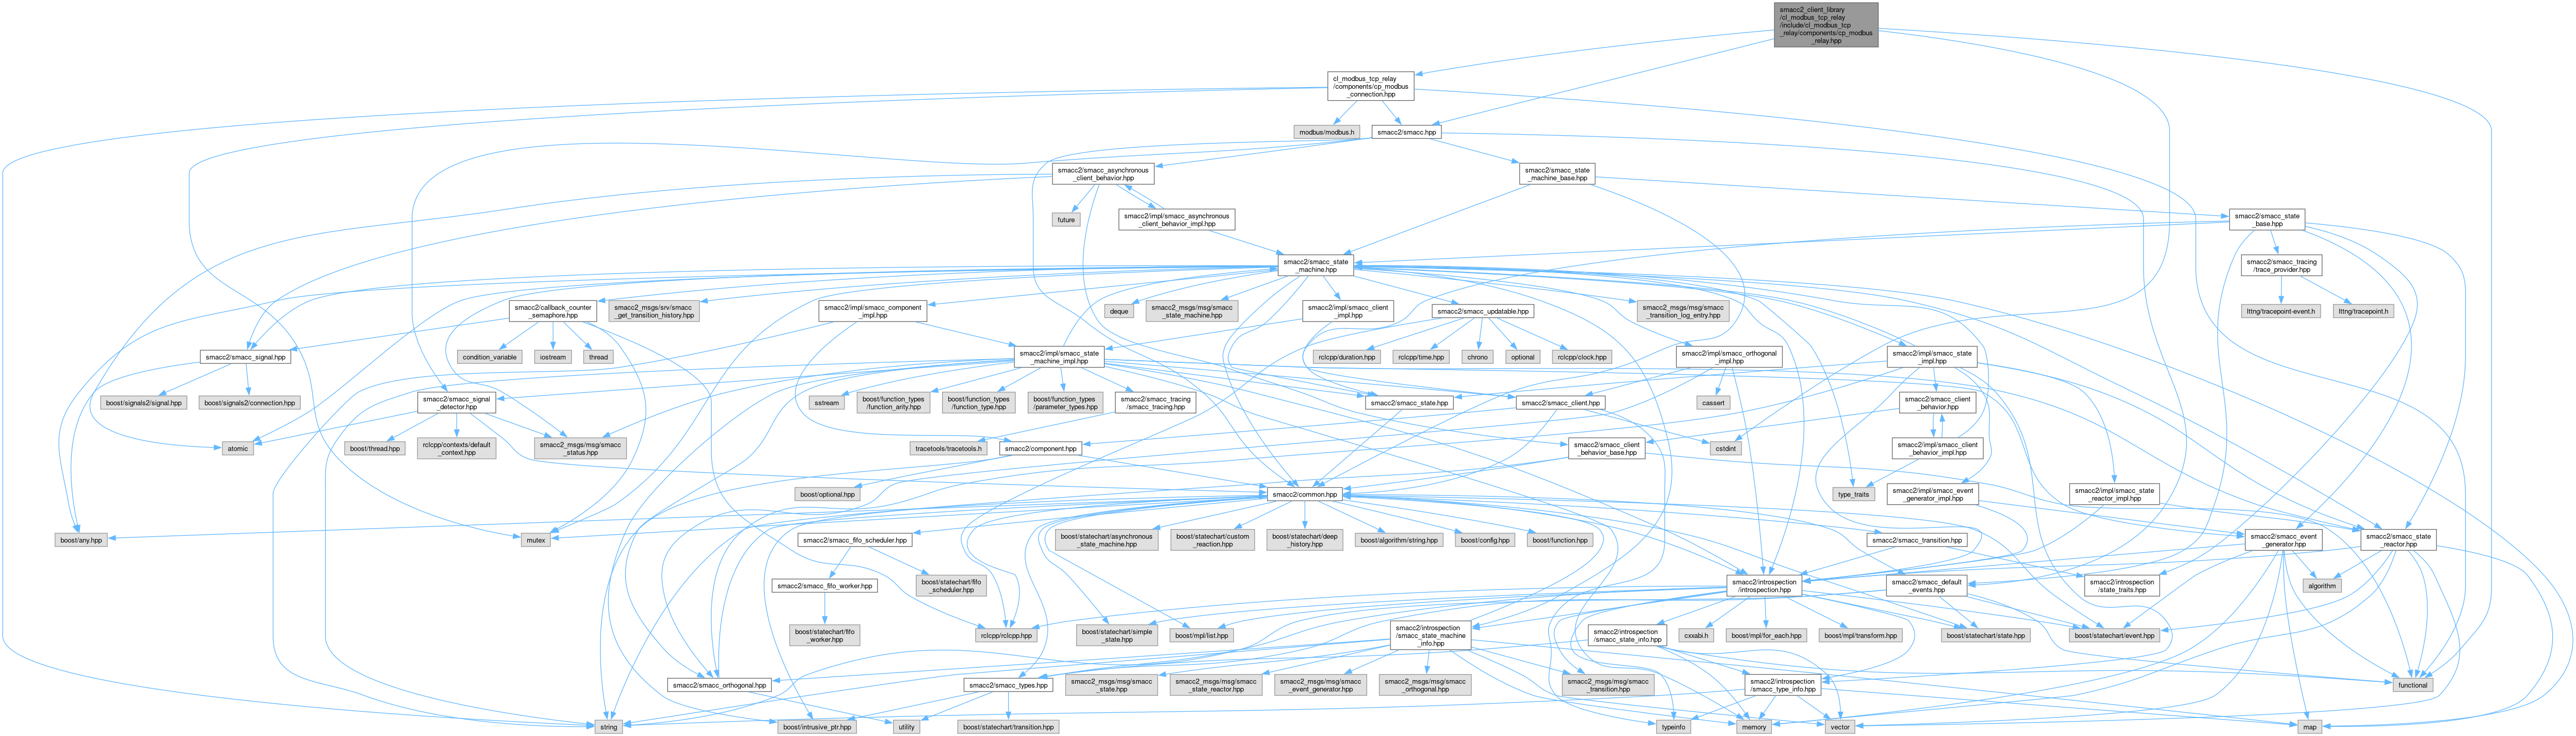 smacc2_client_library
/cl_modbus_tcp_relay
/include/cl_modbus_tcp
_relay/components/cp_modbus
_relay.hpp
cl_modbus_tcp_relay
/components/cp_modbus
_connection.hpp
modbus/modbus.h
smacc2/smacc.hpp
smacc2/smacc_asynchronous
_client_behavior.hpp
smacc2/smacc_state
_machine_base.hpp
future
smacc2/impl/smacc_asynchronous
_client_behavior_impl.hpp
smacc2/smacc_state
_base.hpp
smacc2/smacc_state
_machine.hpp
smacc2/smacc_tracing
/trace_provider.hpp
smacc2/callback_counter
_semaphore.hpp
smacc2_msgs/srv/smacc
_get_transition_history.hpp
smacc2/impl/smacc_component
_impl.hpp
deque
smacc2_msgs/msg/smacc
_state_machine.hpp
smacc2/impl/smacc_client
_impl.hpp
smacc2/smacc_updatable.hpp
smacc2_msgs/msg/smacc
_transition_log_entry.hpp
lttng/tracepoint-event.h
lttng/tracepoint.h
smacc2/smacc_signal.hpp
condition_variable
iostream
thread
smacc2/impl/smacc_state
_machine_impl.hpp
rclcpp/duration.hpp
rclcpp/time.hpp
chrono
optional
rclcpp/clock.hpp
smacc2/impl/smacc_orthogonal
_impl.hpp
smacc2/impl/smacc_state
_impl.hpp
boost/signals2/signal.hpp
boost/signals2/connection.hpp
smacc2/smacc_signal
_detector.hpp
sstream
boost/function_types
/function_arity.hpp
boost/function_types
/function_type.hpp
boost/function_types
/parameter_types.hpp
smacc2/smacc_tracing
/smacc_tracing.hpp
smacc2/smacc_state.hpp
smacc2/smacc_client.hpp
cassert
smacc2/smacc_client
_behavior.hpp
atomic
boost/thread.hpp
rclcpp/contexts/default
_context.hpp
smacc2_msgs/msg/smacc
_status.hpp
tracetools/tracetools.h
smacc2/component.hpp
smacc2/smacc_client
_behavior_base.hpp
cstdint
smacc2/impl/smacc_client
_behavior_impl.hpp
boost/optional.hpp
smacc2/common.hpp
type_traits
smacc2/impl/smacc_event
_generator_impl.hpp
smacc2/impl/smacc_state
_reactor_impl.hpp
boost/any.hpp
mutex
smacc2/smacc_fifo_scheduler.hpp
boost/statechart/asynchronous
_state_machine.hpp
boost/statechart/custom
_reaction.hpp
boost/statechart/deep
_history.hpp
boost/algorithm/string.hpp
boost/config.hpp
boost/function.hpp
smacc2/smacc_transition.hpp
smacc2/smacc_event
_generator.hpp
smacc2/smacc_state
_reactor.hpp
smacc2/smacc_fifo_worker.hpp
boost/statechart/fifo
_scheduler.hpp
smacc2/introspection
/introspection.hpp
smacc2/smacc_default
_events.hpp
smacc2/introspection
/state_traits.hpp
algorithm
boost/statechart/fifo
_worker.hpp
rclcpp/rclcpp.hpp
boost/statechart/simple
_state.hpp
boost/mpl/list.hpp
smacc2/introspection
/smacc_state_machine
_info.hpp
smacc2/introspection
/smacc_state_info.hpp
cxxabi.h
boost/mpl/for_each.hpp
boost/mpl/transform.hpp
boost/statechart/state.hpp
boost/statechart/event.hpp
smacc2/smacc_orthogonal.hpp
smacc2/smacc_types.hpp
smacc2_msgs/msg/smacc
_state.hpp
smacc2_msgs/msg/smacc
_state_reactor.hpp
smacc2_msgs/msg/smacc
_event_generator.hpp
smacc2_msgs/msg/smacc
_orthogonal.hpp
smacc2_msgs/msg/smacc
_transition.hpp
smacc2/introspection
/smacc_type_info.hpp
functional
string
boost/intrusive_ptr.hpp
utility
boost/statechart/transition.hpp
typeinfo
memory
vector
map